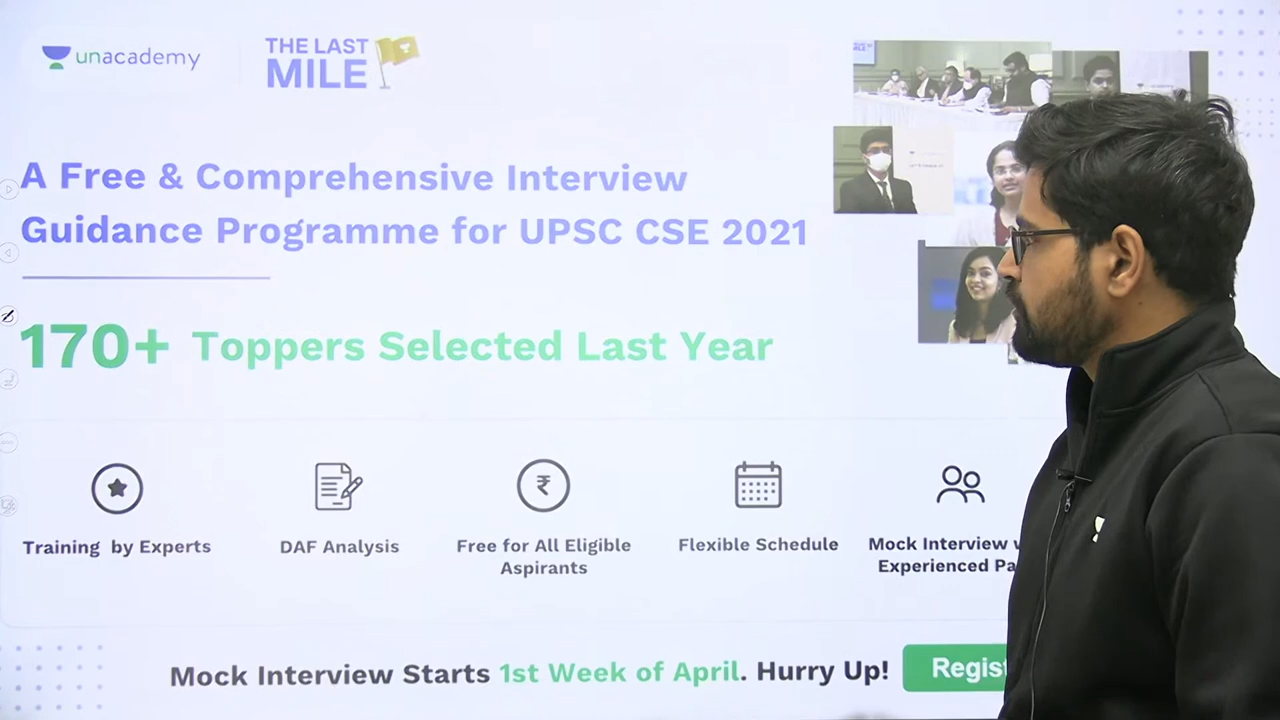 unacademy
THE LAST
MILE
A Free & Comprehensive Interview
Guidance Programme for UPSC CSE 2021
170+ Toppers Selected Last Year
Training by Experts
DAF Analysis
Free for All Eligible
Aspirants
Flexible Schedule
Mock Interview
Experienced
Mock Interview Starts 1st Week of April. Hurry Up!
Regist